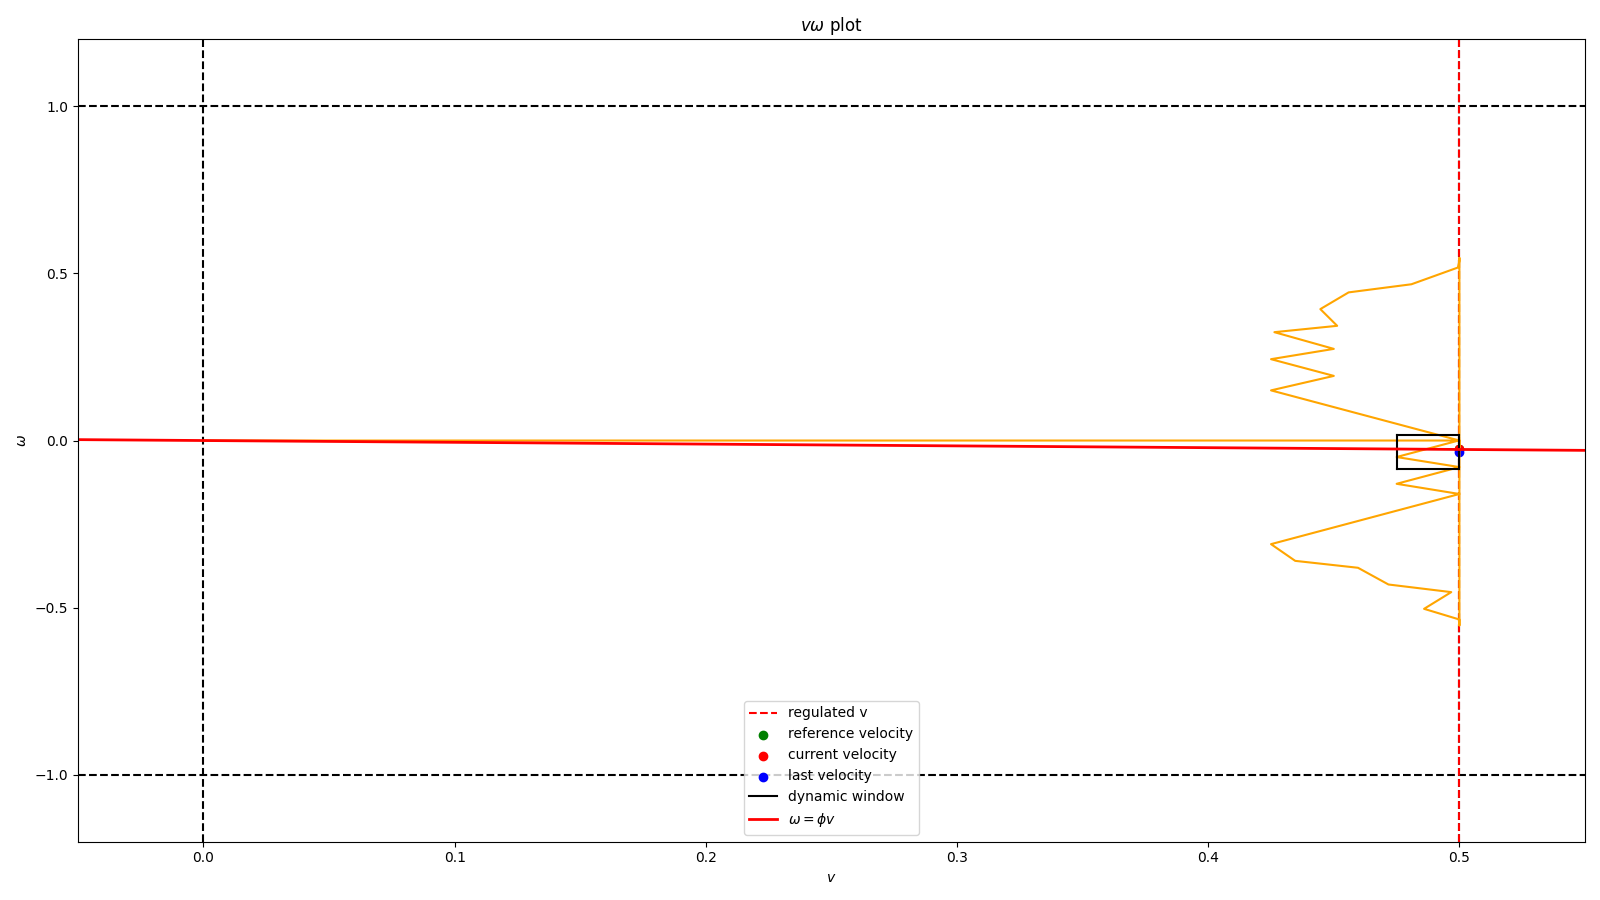 vω plot
1.0
0.5
0.0
−0.5
−1.0
ω
regulated v
reference velocity
current velocity
last velocity
dynamic window
ω = ϕv
0.0 0.1 0.2 0.3 0.4 0.5
v